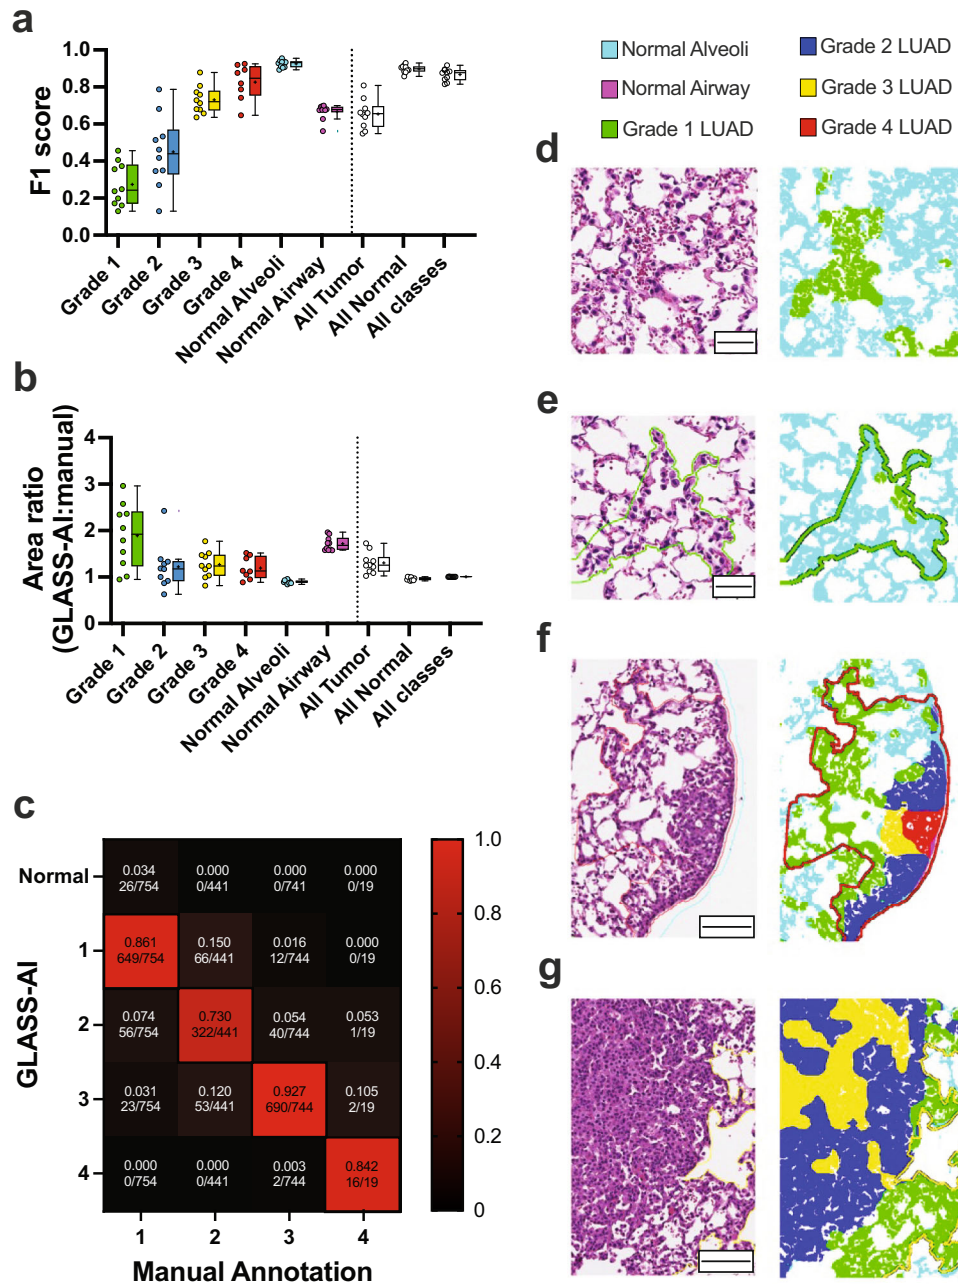 a
1.0
0.8
0.6
0.4
0.2
0.0
F1 score
Grade 1
Grade 2
Grade 3
Grade 4
Normal Alveoli
Normal Airway
All Tumor
All Normal
All classes
b
4
3
2
1
0
Area ratio
(GLASS-AI:manual)
Grade 1
Grade 2
Grade 3
Grade 4
Normal Alveoli
Normal Airway
All Tumor
All Normal
All classes
c
GLASS-AI
Normal
0.034 0.000 0.000 0.000
26/754 0/441 0/741 0/19
1
0.861 0.150 0.016 0.000
649/754 66/441 12/744 0/19
2
0.074 0.730 0.054 0.053
56/754 322/441 40/744 1/19
3
0.031 0.120 0.927 0.105
23/754 53/441 690/744 2/19
4
0.000 0.000 0.003 0.842
0/754 0/441 2/744 16/19
1 2 3 4
Manual Annotation
1.0
0.8
0.6
0.4
0.2
0
Normal Alveoli
Normal Airway
Grade 1 LUAD
Grade 2 LUAD
Grade 3 LUAD
Grade 4 LUAD
d
e
f
g